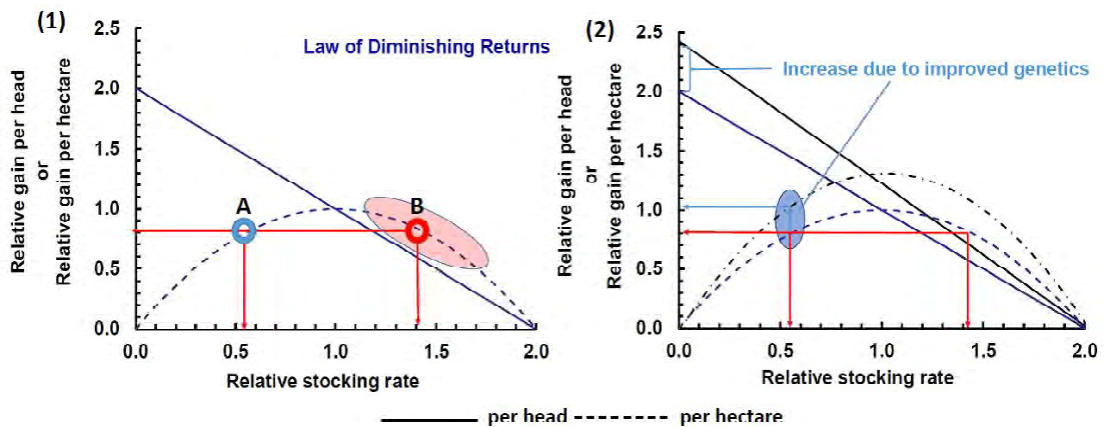 (1)
Law of Diminishing Returns
Relative gain per head
or
Relative gain per hectare
2.5
2.0
1.5
1.0
0.5
0.0
A
B
0.0 0.5 1.0 1.5 2.0
Relative stocking rate
(2)
Increase due to improved genetics
Relative gain per head
or
Relative gain per hectare
2.5
2.0
1.5
1.0
0.5
0.0
0.0 0.5 1.0 1.5 2.0
Relative stocking rate
per head per hectare